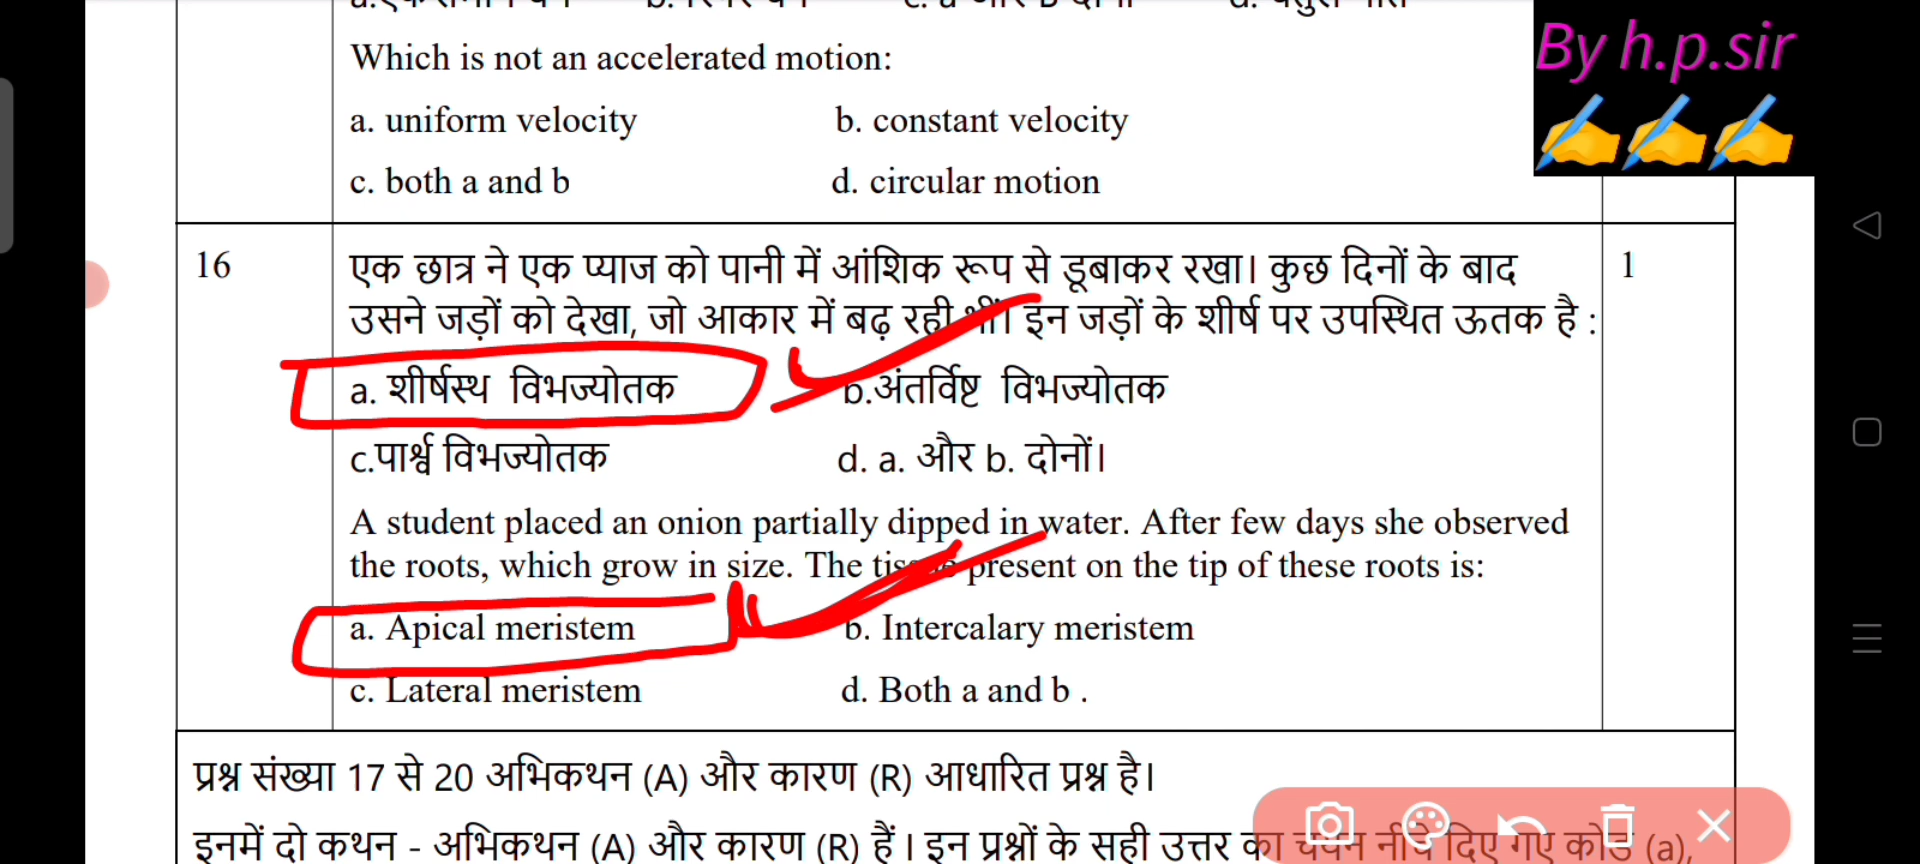 Which is not an accelerated motion:
a. uniform velocity b. constant velocity
c. both a and b d. circular motion
By h.p.sir
16 एक छात्र ने एक प्याज को पानी में आंशिक रूप से डूबाकर रखा। कुछ दिनों के बाद 1
उसने जड़ों को देखा, जो आकार में बढ़ रही थीं। इन जड़ों के शीर्ष पर उपस्थित ऊतक है :
a. शीर्षस्थ विभज्योतक b.अंतर्विष्ट विभज्योतक
c.पार्श्व विभज्योतक d. a. और b. दोनों।
A student placed an onion partially dipped in water. After few days she observed
the roots, which grow in size. The tissue present on the tip of these roots is:
a. Apical meristem b. Intercalary meristem
c. Lateral meristem d. Both a and b .
प्रश्न संख्या 17 से 20 अभिकथन (A) और कारण (R) आधारित प्रश्न है।
इनमें दो कथन - अभिकथन (A) और कारण (R) हैं । इन प्रश्नों के सही उत्तर का चयन नीचे दिए गए कोड (a),